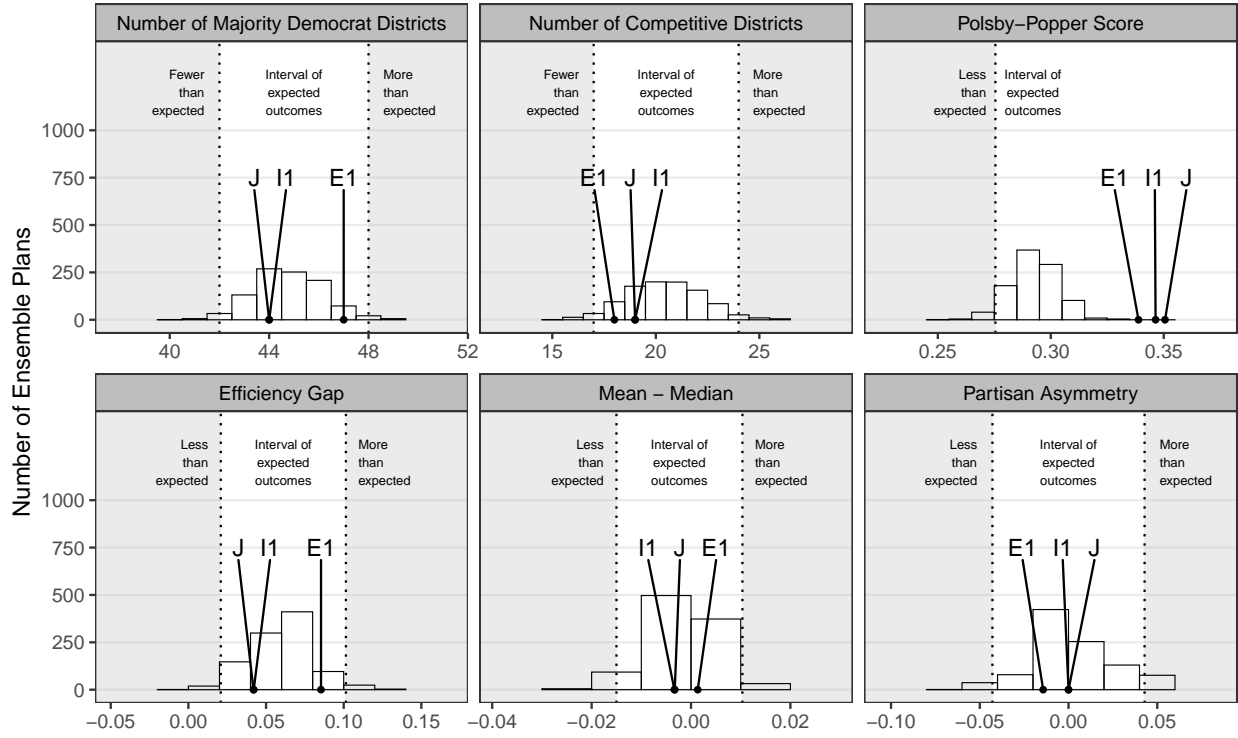 Number of Majority Democrat Districts
Number of Competitive Districts
Polsby−Popper Score
Fewer
than
expected
Interval of
expected
outcomes
More
than
expected
Fewer
than
expected
Interval of
expected
outcomes
More
than
expected
Less
than
expected
Interval of
expected
outcomes
J I1 E1
E1 J I1
E1 I1 J
1000
750
500
250
0
40 44 48 52
15 20 25
0.25 0.30 0.35
Number of Ensemble Plans
Efficiency Gap
Mean − Median
Partisan Asymmetry
Less
than
expected
Interval of
expected
outcomes
More
than
expected
Less
than
expected
Interval of
expected
outcomes
More
than
expected
Less
than
expected
Interval of
expected
outcomes
More
than
expected
J I1 E1
I1 J E1
E1 I1 J
1000
750
500
250
0
−0.05 0.00 0.05 0.10 0.15
−0.04 −0.02 0.00 0.02
−0.10 −0.05 0.00 0.05